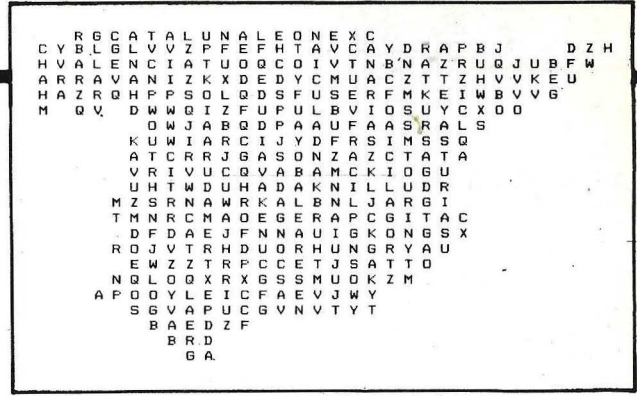 R G C A T A L U N A L E O N E X C
C Y B L G L V V Z P F E F H T A V C A Y D R A P B J D Z H
H V A L E N C I A T U O Q C O I V T N B N A Z R U Q J U B F W
A R R A V A N I Z K X D E D Y C M U A C Z T T Z H V V K E U
H A Z R Q H P P S O L Q D S F U S E R F M K E I W B V V G
M Q V D W W Q I Z F U P U L B V I O S U Y C X O O
O W J A B Q D P A A U F A A S R A L S
K U W I A R C I J Y D F R S I M S S Q
A T C R R J G A S O N Z A Z C T A T A
V R I V U C Q V A B A M C K I O G U
U H T W D U H A D A K N I L L U D R
M Z S R N A W R K A L B N L J A R G I
T M N R C M A O E G E R A P C G I T A C
D F D A E J F N N A U I G K O N G S X
R O J V T R H D U O R H U N G R Y A U
E W Z Z T R P C C E T J S A T T O
N Q L O Q X R X G S S M U O K Z M
A P O O Y L E I C F A E V J W Y
S G V A P U C G V N V T Y T
B A E D Z F
B R D
G A